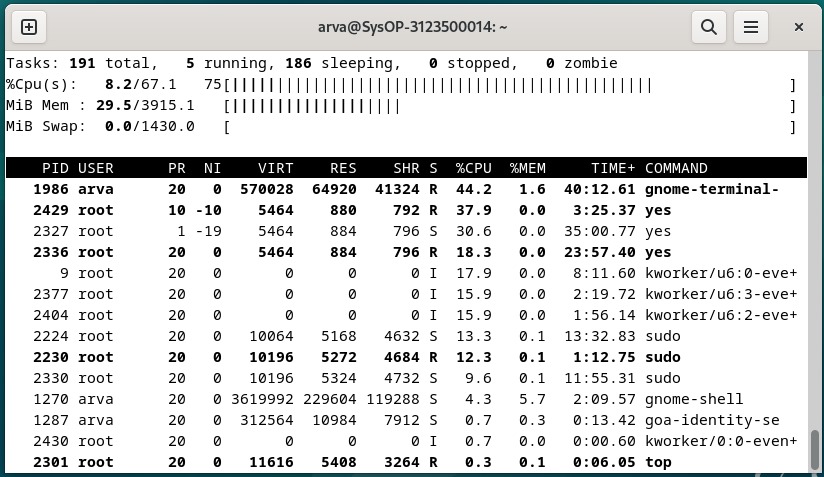 arva@SysOP-3123500014: ~
Tasks: 191 total,   5 running, 186 sleeping,   0 stopped,   0 zombie
%Cpu(s):   8.2/67.1   75[|||||||||||||||||||||||||||||||||||||||||||||||               ]
MiB Mem : 29.5/3915.1   [|||||||||||||||||||                                           ]
MiB Swap:  0.0/1430.0   [                                                              ]
PID USER      PR  NI    VIRT    RES    SHR S  %CPU  %MEM     TIME+ COMMAND
1986 arva      20   0  570028  64920  41324 R  44.2   1.6  40:12.61 gnome-terminal-
2429 root      10 -10    5464    880    792 R  37.9   0.0   3:25.37 yes
2327 root       1 -19    5464    884    796 S  30.6   0.0  35:00.77 yes
2336 root      20   0    5464    884    796 R  18.3   0.0  23:57.40 yes
9 root      20   0       0      0      0 I  17.9   0.0   8:11.60 kworker/u6:0-eve+
2377 root      20   0       0      0      0 I  15.9   0.0   2:19.72 kworker/u6:3-eve+
2404 root      20   0       0      0      0 I  15.9   0.0   1:56.14 kworker/u6:2-eve+
2224 root      20   0   10064   5168   4632 S  13.3   0.1  13:32.83 sudo
2230 root      20   0   10196   5272   4684 R  12.3   0.1   1:12.75 sudo
2330 root      20   0   10196   5324   4732 S   9.6   0.1  11:55.31 sudo
1270 arva      20   0 3619992 229604 119288 S   4.3   5.7   2:09.57 gnome-shell
1287 arva      20   0  312564  10984   7912 S   0.7   0.3   0:13.42 goa-identity-se
2430 root      20   0       0      0      0 I   0.7   0.0   0:00.60 kworker/0:0-even+
2301 root      20   0   11616   5408   3264 R   0.3   0.1   0:06.05 top